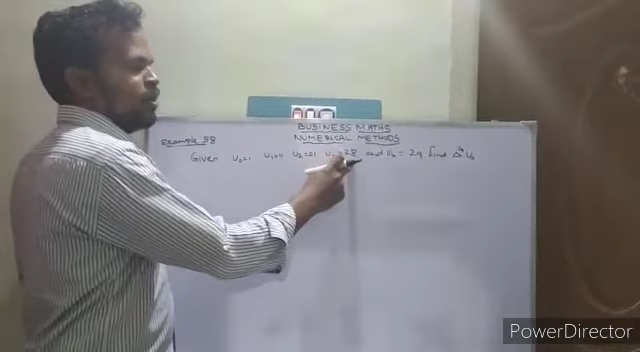 BUSINESS MATHS
NUMERICAL METHODS
Example 58
Given U₀=1 U₁=11 U₂=21 =28 and U₄ = 29 find Δ⁴U₀
PowerDirector